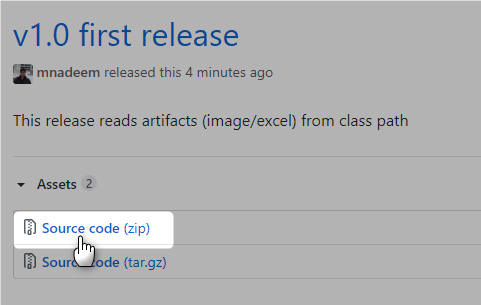 v1.0 first release
mnadeem released this 4 minutes ago
This release reads artifacts (image/excel) from class path
Assets 2
Source code (zip)
Source code (tar.gz)